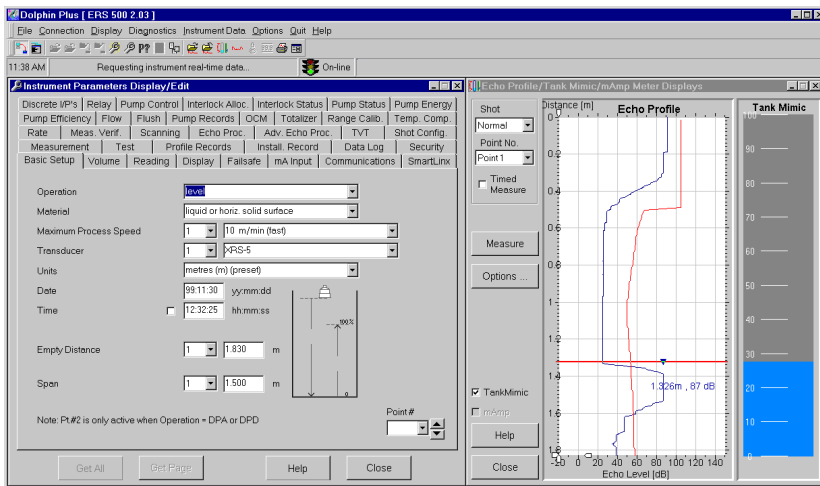 Dolphin Plus [ ERS 500 2.03 ]
File Connection Display Diagnostics Instrument Data Options Quit Help
11:38 AM Requesting instrument real-time data... On-line
Instrument Parameters Display/Edit
Discrete I/P's Relay Pump Control Interlock Alloc. Interlock Status Pump Status Pump Energy
Pump Efficiency Flow Flush Pump Records OCM Totalizer Range Calib. Temp. Comp.
Rate Meas. Verif. Scanning Echo Proc. Adv. Echo Proc. TVT Shot Config.
Measurement Test Profile Records Install. Record Data Log Security
Basic Setup Volume Reading Display Failsafe mA Input Communications SmartLinx
Operation level
Material liquid or horiz. solid surface
Maximum Process Speed 1 10 m/min (fast)
Transducer 1 XRS-5
Units metres (m) (preset)
Date 99:11:30 yy:mm:dd
Time 12:32:25 hh:mm:ss
100%
Empty Distance 1 1.830 m
Span 1 1.500 m
0
Note: Pt.#2 is only active when Operation = DPA or DPD
Point #
Get All Get Page Help Close
Echo Profile/Tank Mimic/mAmp Meter Displays
Shot
Normal
Point No.
Point 1
Timed
Measure
Measure
Options ...
TankMimic
mAmp
Help
Close
Distance [m] Echo Profile
0
0.2
0.4
0.6
0.8
1
1.2
1.4
1.6
1.8
1.326m , 87 dB
-20 0 20 40 60 80 100 120 140
Echo Level [dB]
Tank Mimic
100
90
80
70
60
50
40
30
20
10
0